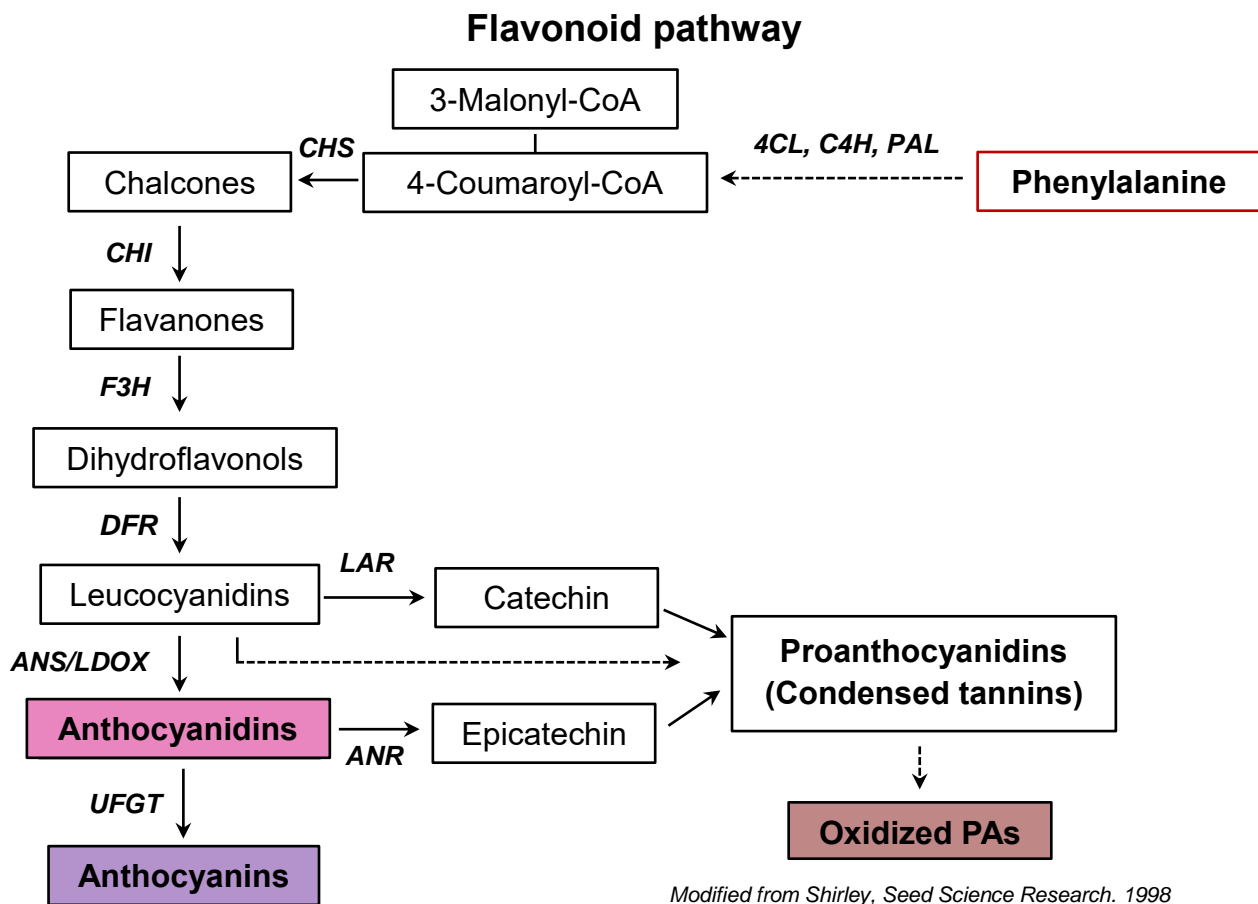 Flavonoid pathway
3-Malonyl-CoA
CHS
4CL, C4H, PAL
Chalcones
4-Coumaroyl-CoA
Phenylalanine
CHI
Flavanones
F3H
Dihydroflavonols
DFR
LAR
Leucocyanidins
Catechin
ANS/LDOX
Proanthocyanidins
(Condensed tannins)
Anthocyanidins
Epicatechin
ANR
UFGT
Oxidized PAs
Anthocyanins
Modified from Shirley, Seed Science Research. 1998